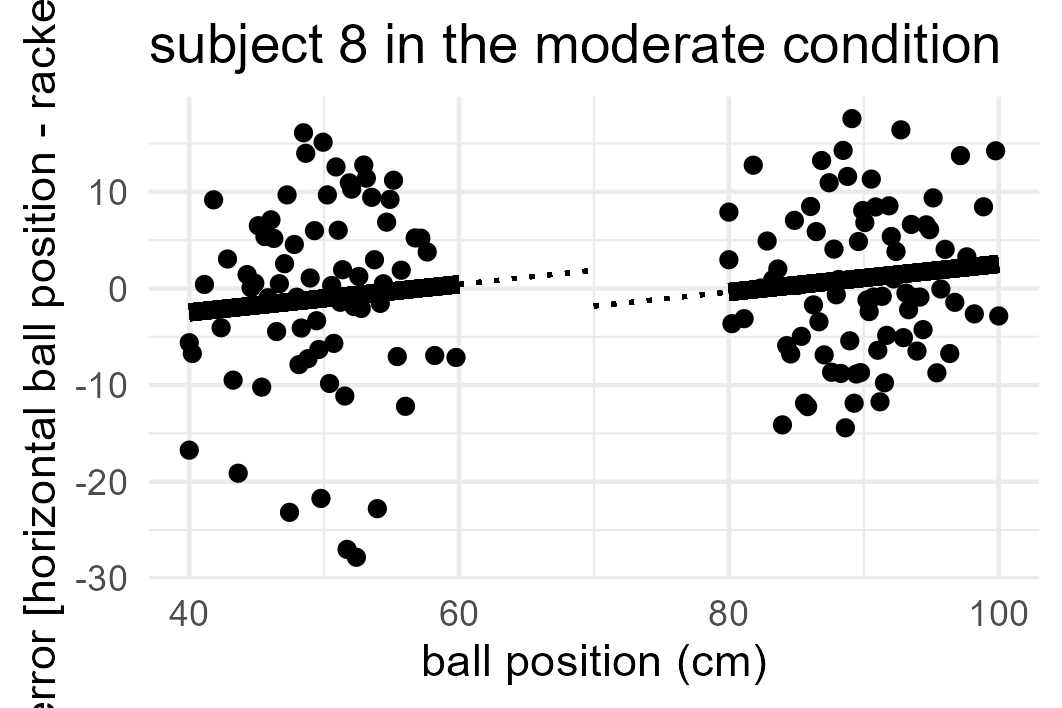 subject 8 in the moderate condition
error [horizontal ball position - racke
10
0
-10
-20
-30
40 60 80 100
ball position (cm)